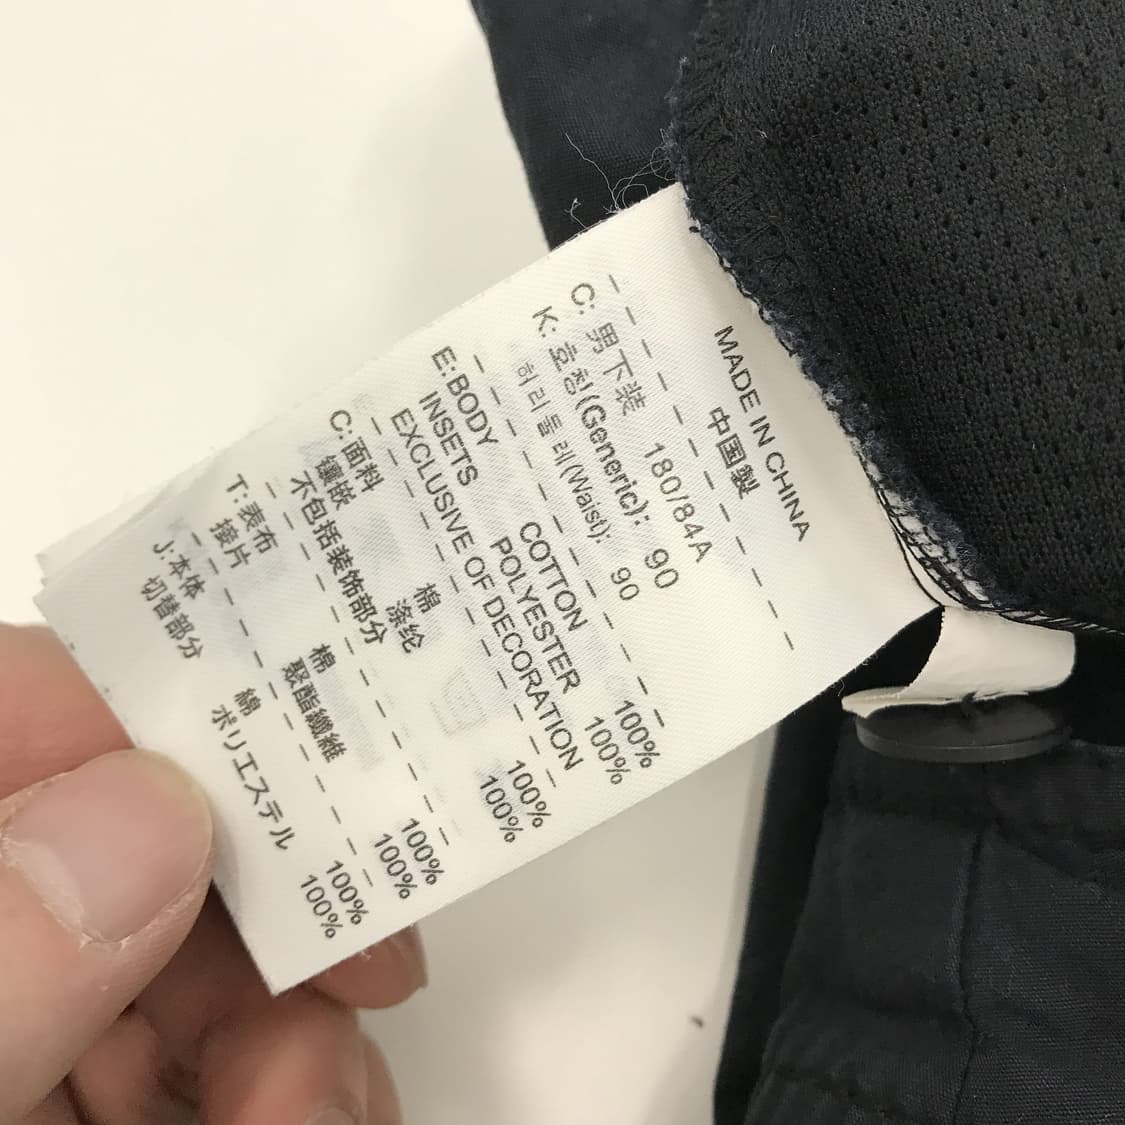 MADE IN CHINA
中国製
C: 男下装 180/84A
K: 호칭(Generic): 90
허리둘레(Waist): 90
E: BODY COTTON 100%
INSETS POLYESTER 100%
EXCLUSIVE OF DECORATION
C: 面料 棉 100%
镶嵌 涤纶 100%
不包括装饰部分
T: 表布 棉 100%
接片 聚酯纖維 100%
J: 本体 綿 100%
切替部分 ポリエステル 100%